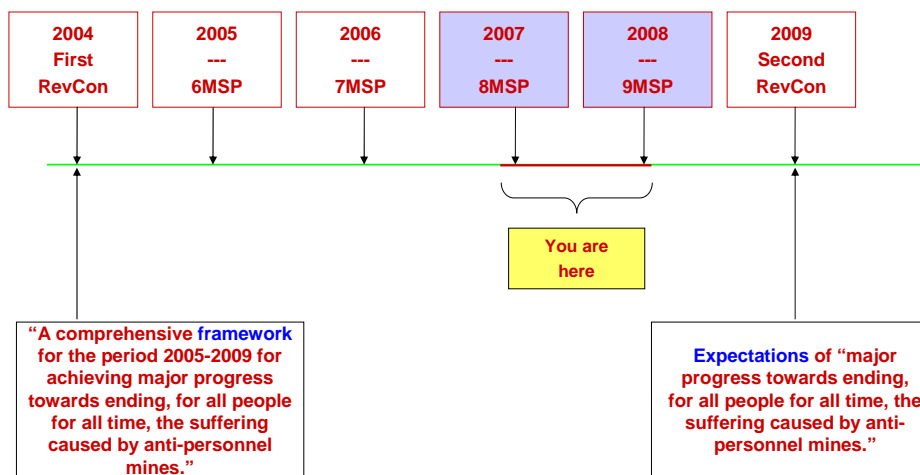 2004
First
RevCon
2005
---
6MSP
2006
---
7MSP
2007
---
8MSP
2008
---
9MSP
2009
Second
RevCon
You are
here
“A comprehensive framework
for the period 2005-2009 for
achieving major progress
towards ending, for all people
for all time, the suffering
caused by anti-personnel
mines.”
Expectations of “major
progress towards ending,
for all people for all time, the
suffering caused by anti-
personnel mines.”